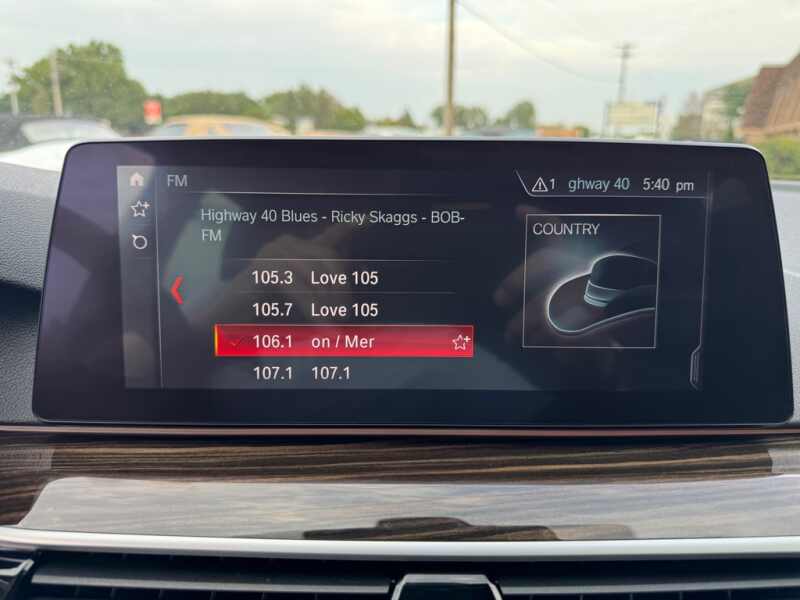 FM
1 ghway 40 5:40 pm
Highway 40 Blues - Ricky Skaggs - BOB-
FM
COUNTRY
105.3 Love 105
105.7 Love 105
106.1 on / Mer
107.1 107.1